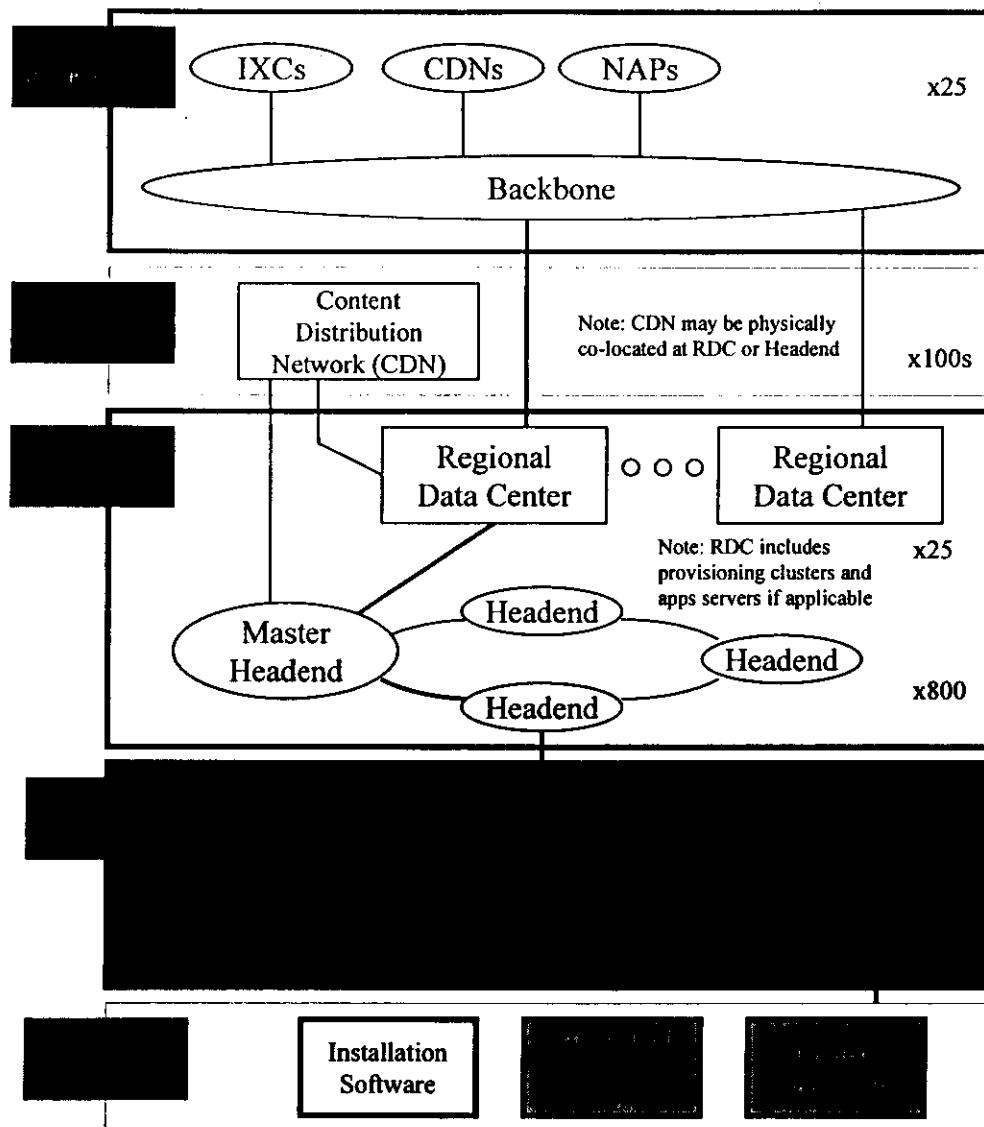 IXCs
CDNs
NAPs
x25
Backbone
Content
Distribution
Network (CDN)
Note: CDN may be physically
co-located at RDC or Headend
x100s
Regional
Data Center
Regional
Data Center
Note: RDC includes
provisioning clusters and
apps servers if applicable
x25
Master
Headend
Headend
Headend
Headend
x800
Installation
Software